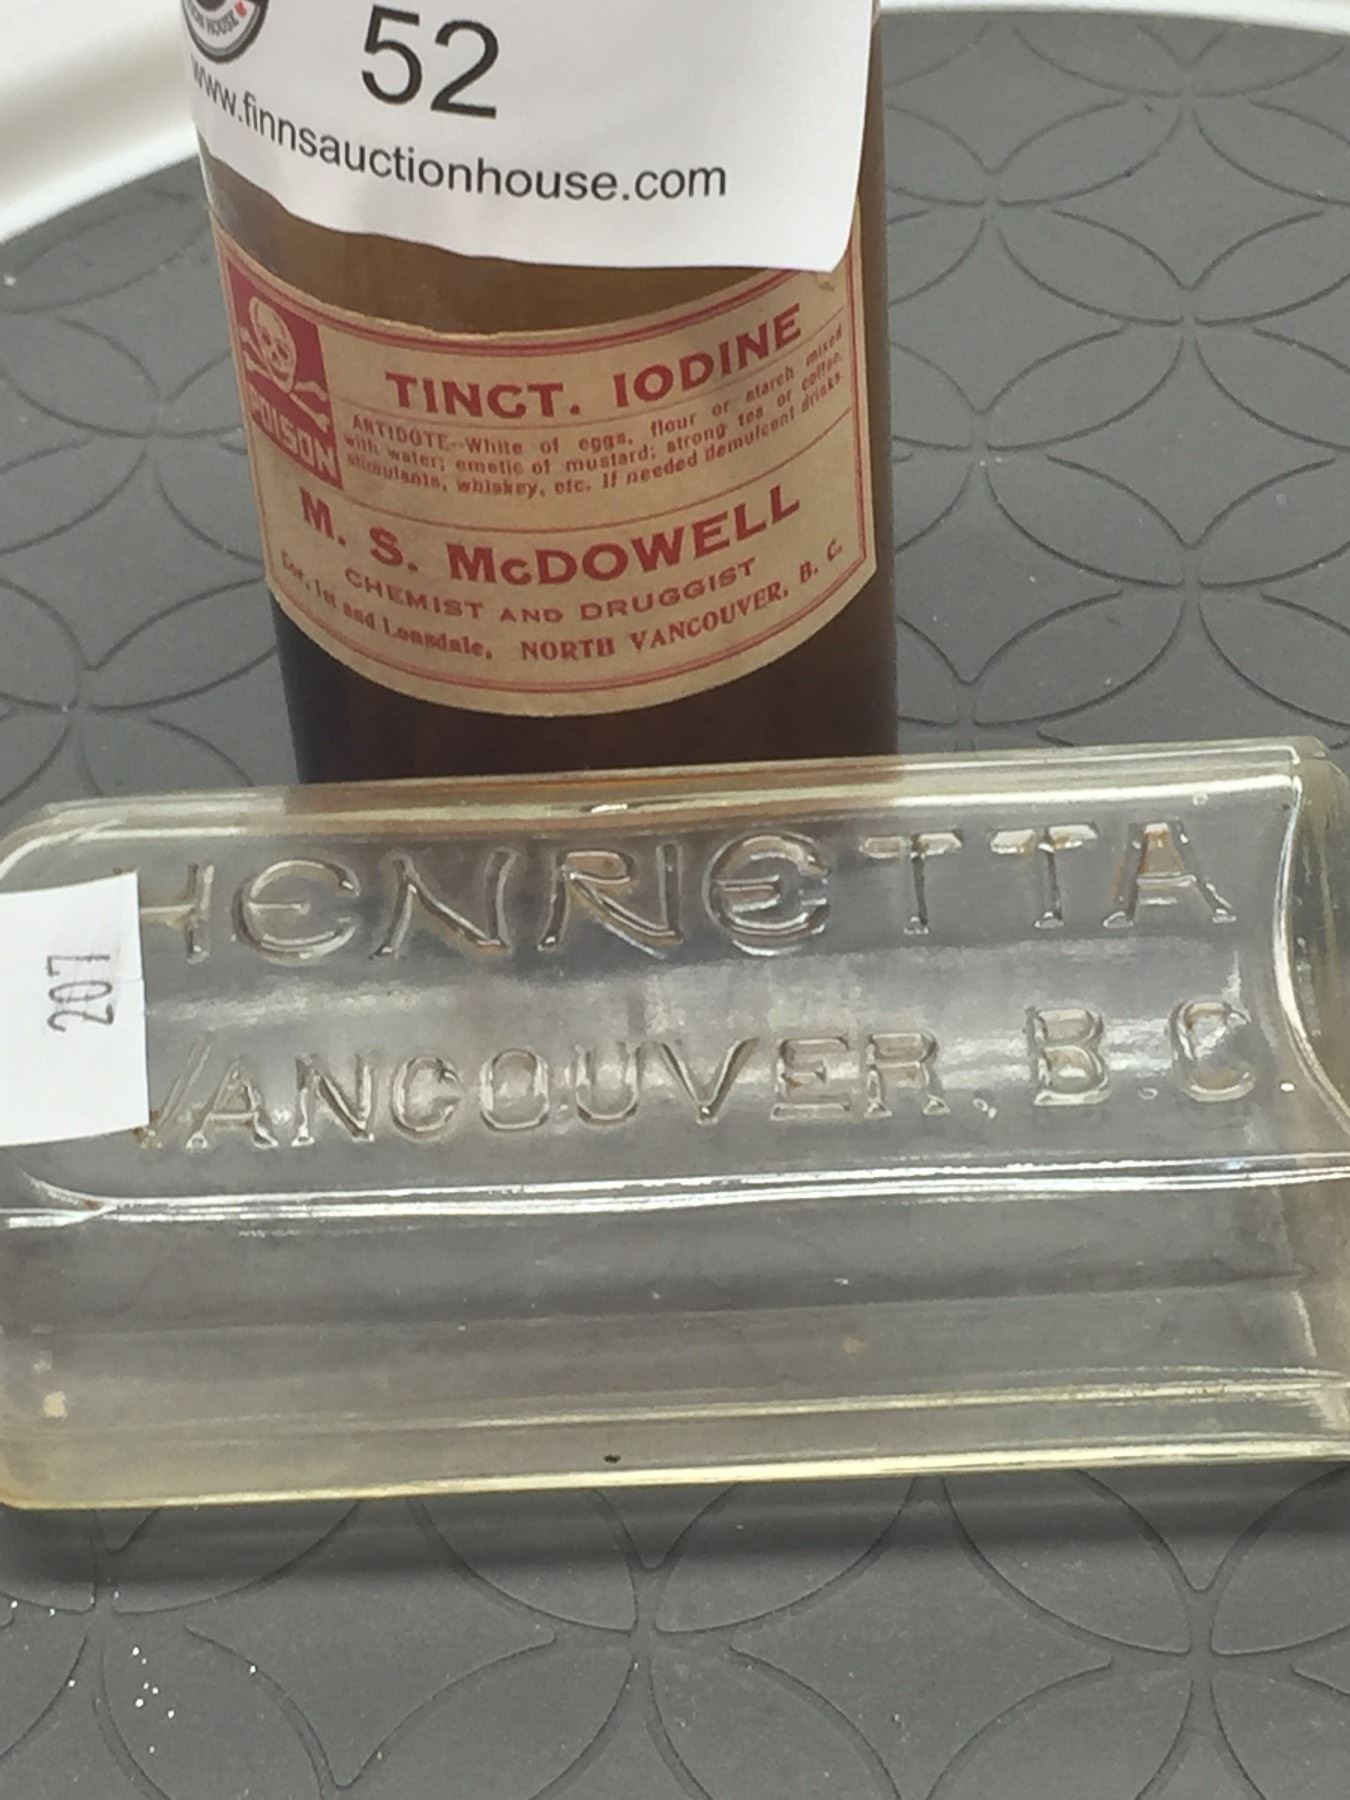 52
www.finnsauctionhouse.com
POISON
TINCT. IODINE
ANTIDOTE--White of eggs, flour or starch mixed
with water; emetic of mustard; strong tea or coffee,
stimulants, whiskey, etc. If needed demulcent drinks
M. S. McDOWELL
CHEMIST AND DRUGGIST
Cor. 1st and Lonsdale, NORTH VANCOUVER, B. C.
HENRIETTA
VANCOUVER. B.C
207